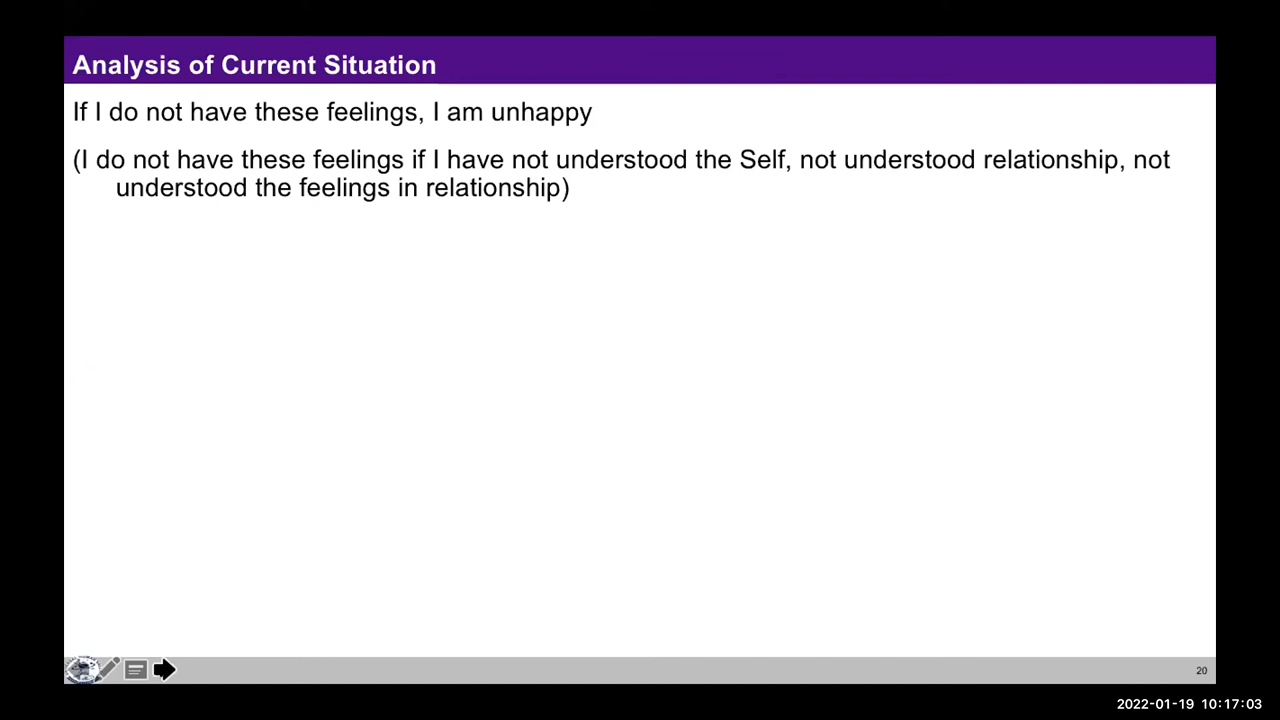 Analysis of Current Situation
If I do not have these feelings, I am unhappy
(I do not have these feelings if I have not understood the Self, not understood relationship, not
understood the feelings in relationship)
20
2022-01-19 10:17:03